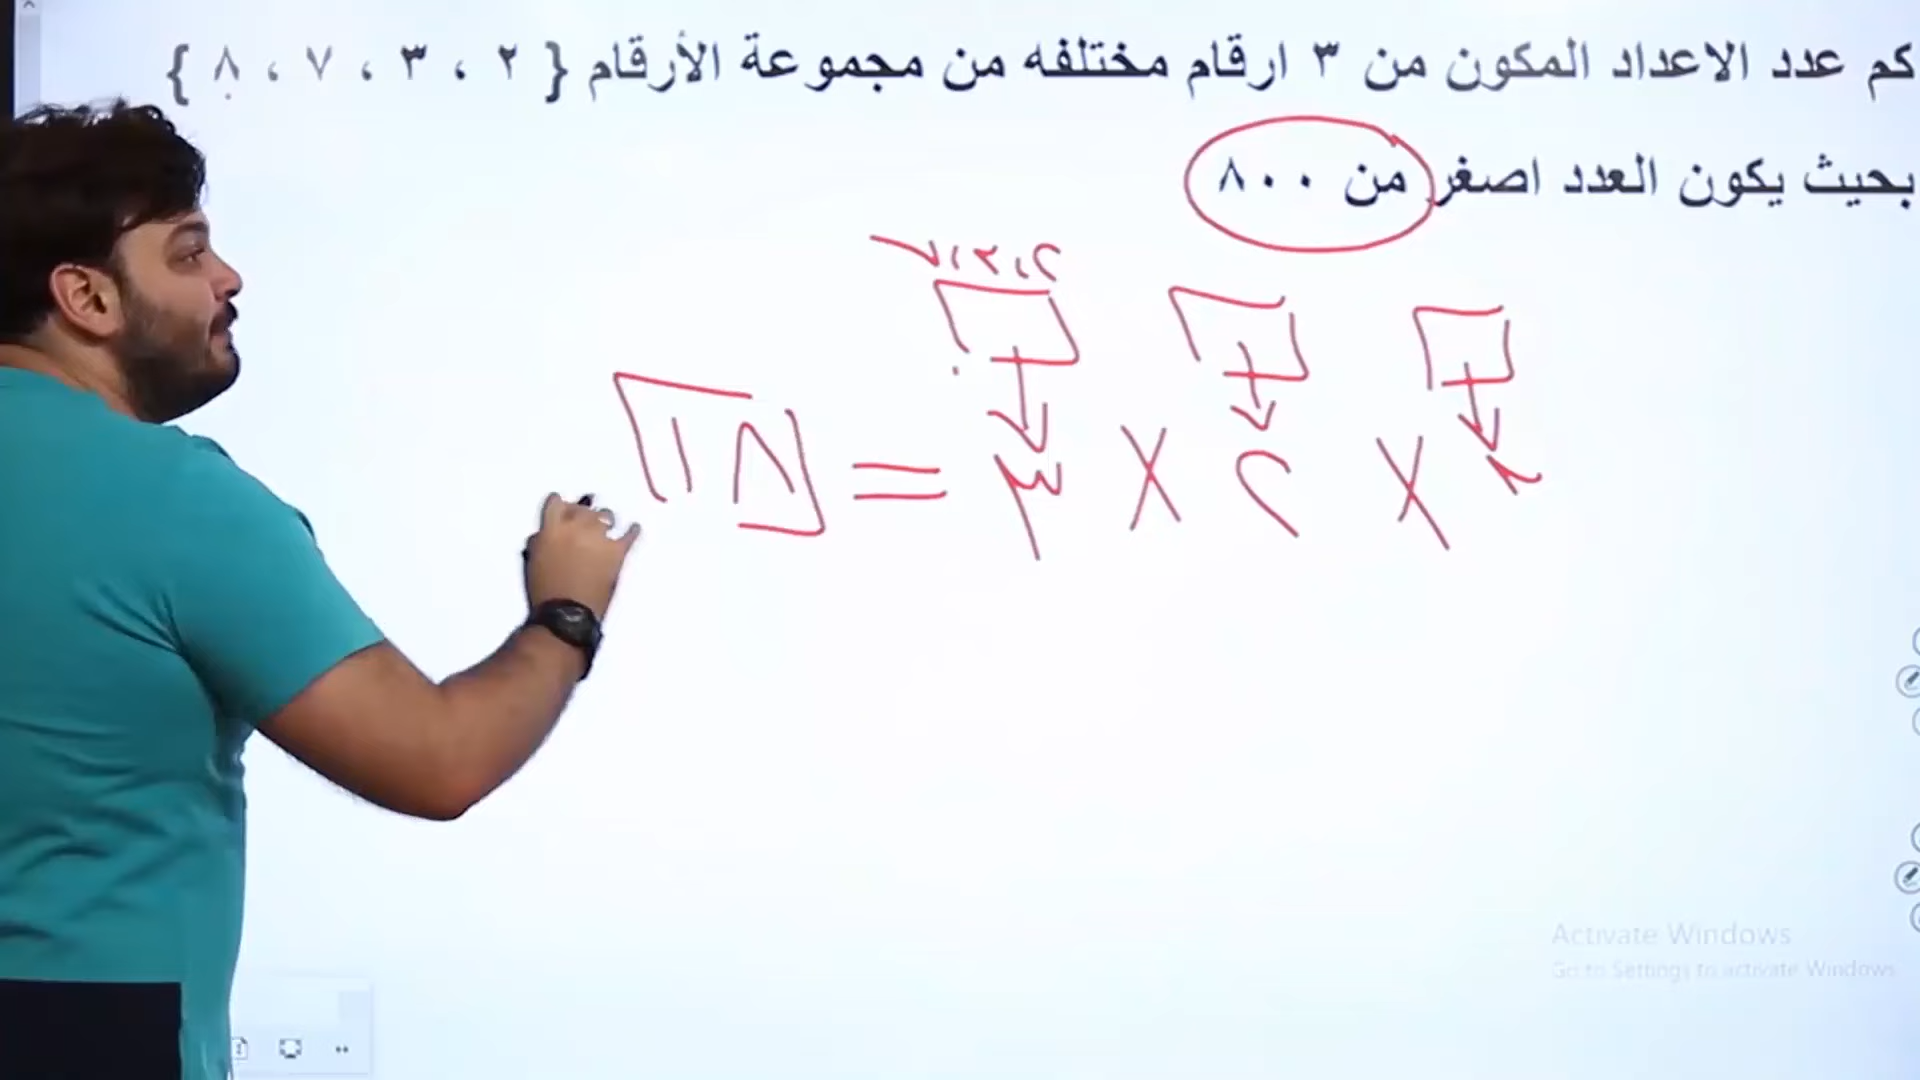 كم عدد الاعداد المكون من ٣ ارقام مختلفه من مجموعة الأرقام { ٢ ، ٣ ، ٧ ، ٨ }
بحيث يكون العدد اصغر من ٨٠٠
٢،٣،٧
١٨ = ٣ × ٢ × ٢
Activate Windows
Go to Settings to activate Windows.